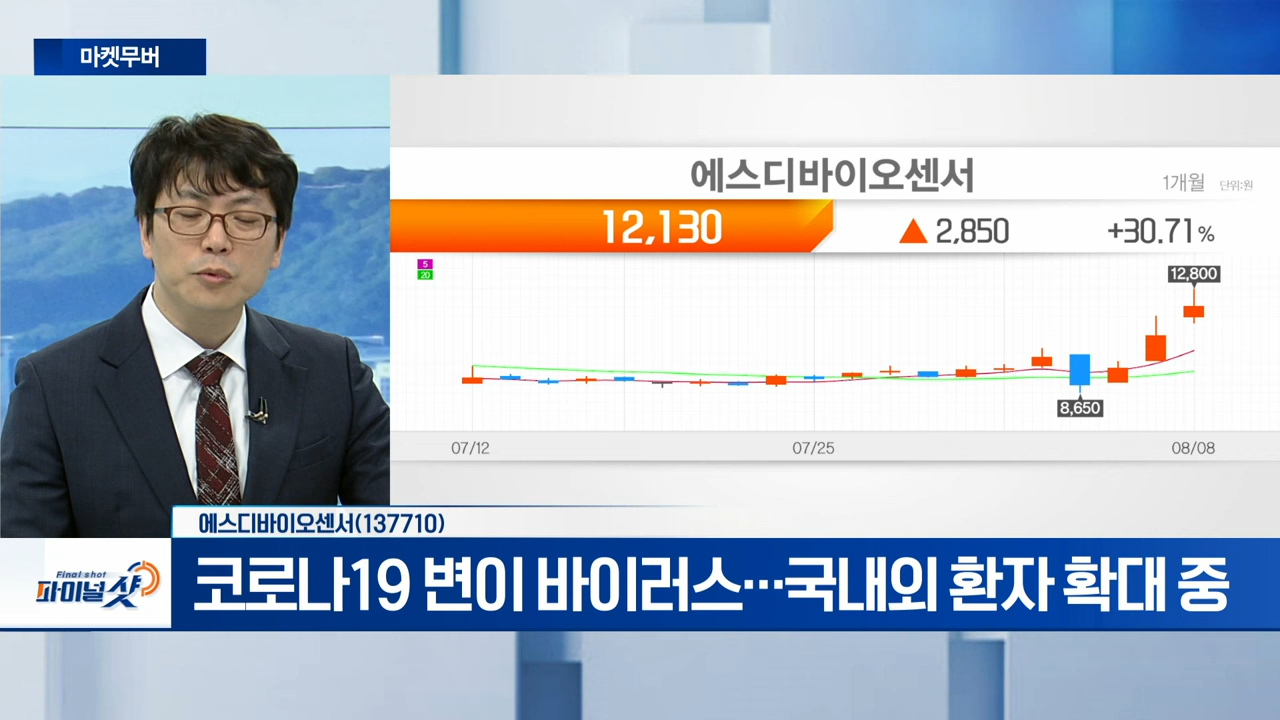 마켓무버
에스디바이오센서
1개월 단위:원
12,130 ▲ 2,850 +30.71%
5
20
12,800
8,650
07/12 07/25 08/08
에스디바이오센서(137710)
Final shot
파이널샷
코로나19 변이 바이러스…국내외 환자 확대 중